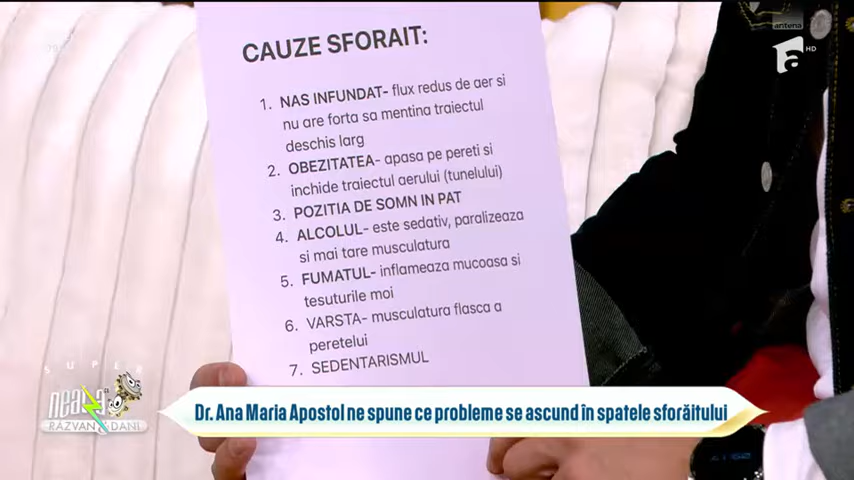 antena
a HD
CAUZE SFORAIT:
1. NAS INFUNDAT- flux redus de aer si
nu are forta sa mentina traiectul
deschis larg
2. OBEZITATEA- apasa pe pereti si
inchide traiectul aerului (tunelului)
3. POZITIA DE SOMN IN PAT
4. ALCOLUL- este sedativ, paralizeaza
si mai tare musculatura
5. FUMATUL- inflameaza mucoasa si
tesuturile moi
6. VARSTA- musculatura flasca a
peretelui
7. SEDENTARISMUL
SUPER
neatza
RĂZVAN DANI
Dr. Ana Maria Apostol ne spune ce probleme se ascund în spatele sforăitului